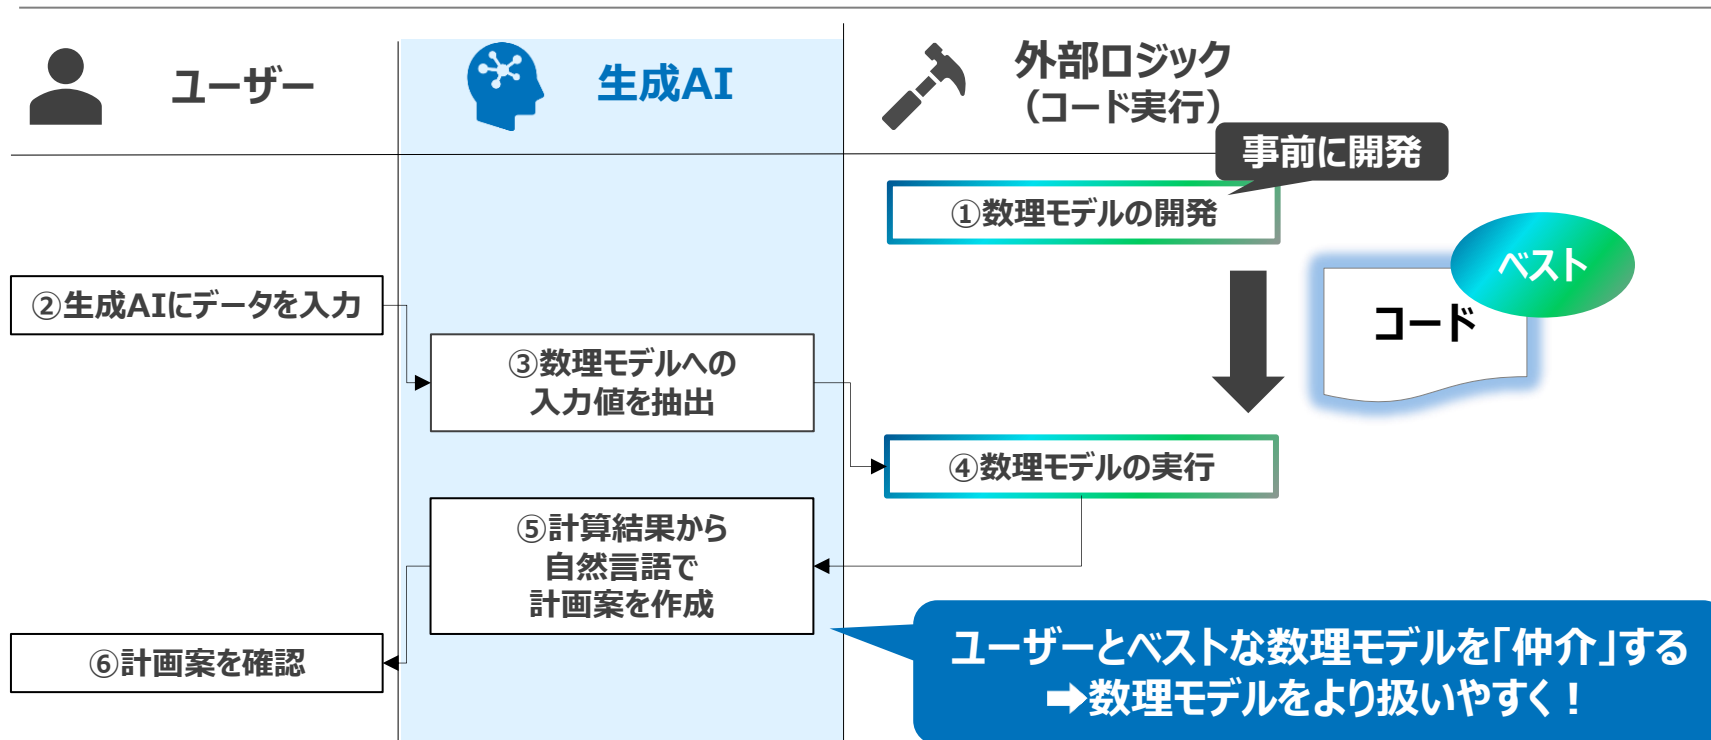 ユーザー
生成AI
外部ロジック
（コード実行）
事前に開発
①数理モデルの開発
ベスト
コード
②生成AIにデータを入力
③数理モデルへの
入力値を抽出
④数理モデルの実行
⑤計算結果から
自然言語で
計画案を作成
⑥計画案を確認
ユーザーとベストな数理モデルを「仲介」する
➡数理モデルをより扱いやすく！